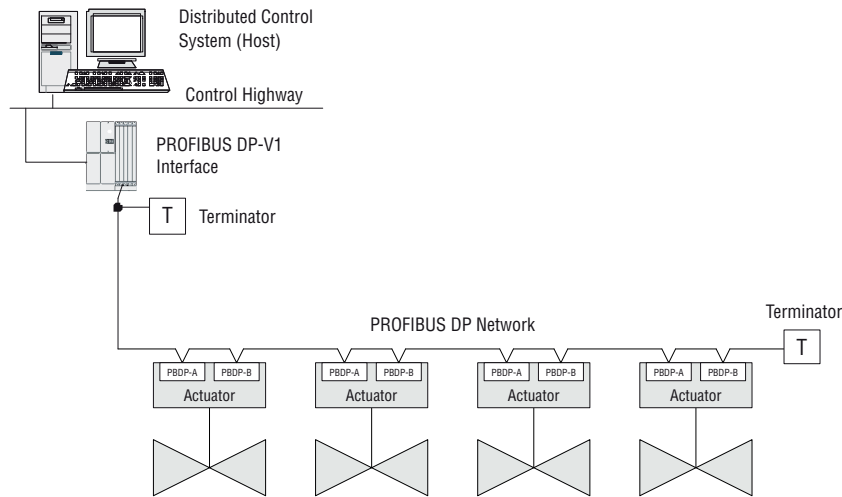 Distributed Control
System (Host)
Control Highway
PROFIBUS DP-V1
Interface
T
Terminator
PROFIBUS DP Network
Terminator
T
PBDP-A
PBDP-B
PBDP-A
PBDP-B
PBDP-A
PBDP-B
PBDP-A
PBDP-B
Actuator
Actuator
Actuator
Actuator